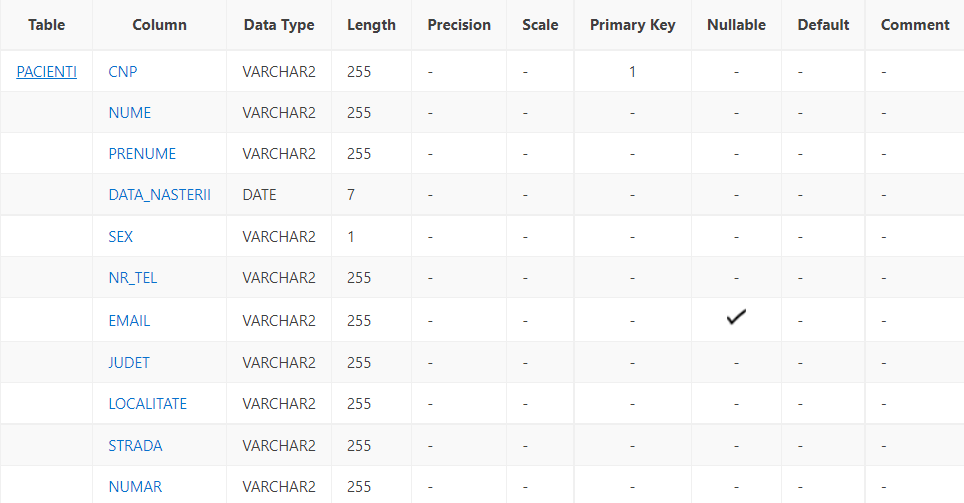 Table Column Data Type Length Precision Scale Primary Key Nullable Default Comment
PACIENTI CNP VARCHAR2 255 - - 1 - - -
NUME VARCHAR2 255 - - - - - -
PRENUME VARCHAR2 255 - - - - - -
DATA_NASTERII DATE 7 - - - - - -
SEX VARCHAR2 1 - - - - - -
NR_TEL VARCHAR2 255 - - - - - -
EMAIL VARCHAR2 255 - - - ✓ - -
JUDET VARCHAR2 255 - - - - - -
LOCALITATE VARCHAR2 255 - - - - - -
STRADA VARCHAR2 255 - - - - - -
NUMAR VARCHAR2 255 - - - - - -